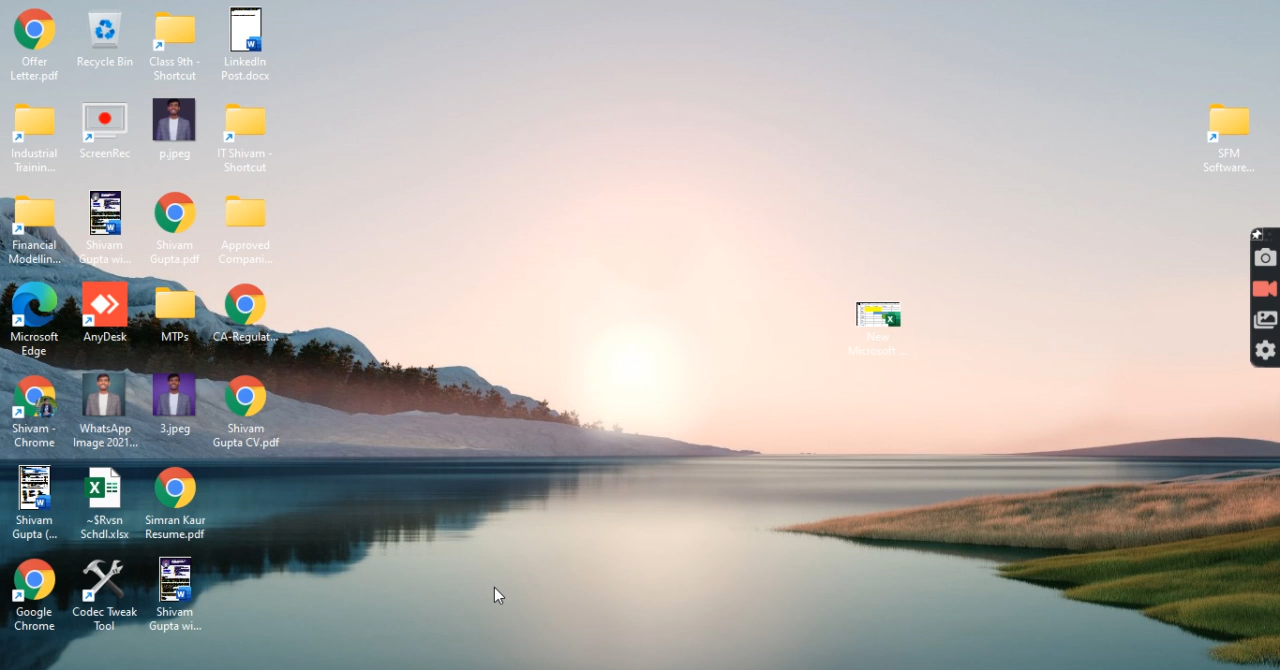 Offer
Letter.pdf
Recycle Bin
Class 9th -
Shortcut
LinkedIn
Post.docx
Industrial
Trainin...
ScreenRec
p.jpeg
IT Shivam -
Shortcut
SFM
Software...
Financial
Modellin...
Shivam
Gupta wi...
Shivam
Gupta.pdf
Approved
Compani...
Microsoft
Edge
AnyDesk
MTPs
CA-Regulat...
New
Microsoft ...
Shivam -
Chrome
WhatsApp
Image 2021...
3.jpeg
Shivam
Gupta CV.pdf
Shivam
Gupta (...
~$Rvsn
Schdl.xlsx
Simran Kaur
Resume.pdf
Google
Chrome
Codec Tweak
Tool
Shivam
Gupta wi...